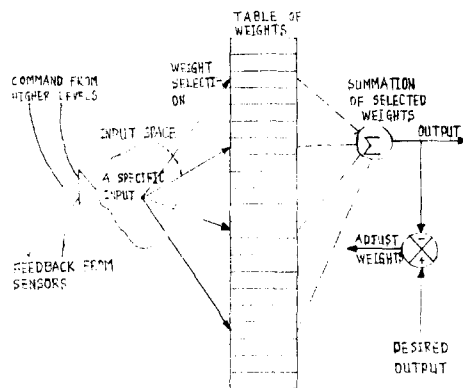 TABLE OF
WEIGHTS
WEIGHT
SELECTI-
ON
COMMAND FROM
HIGHER LEVELS
INPUT SPACE
A SPECIFIC
INPUT
FEEDBACK FROM
SENSORS
SUMMATION
OF SELECTED
WEIGHTS
Σ
OUTPUT
ADJUST
WEIGHTS
-
+
DESIRED
OUTPUT